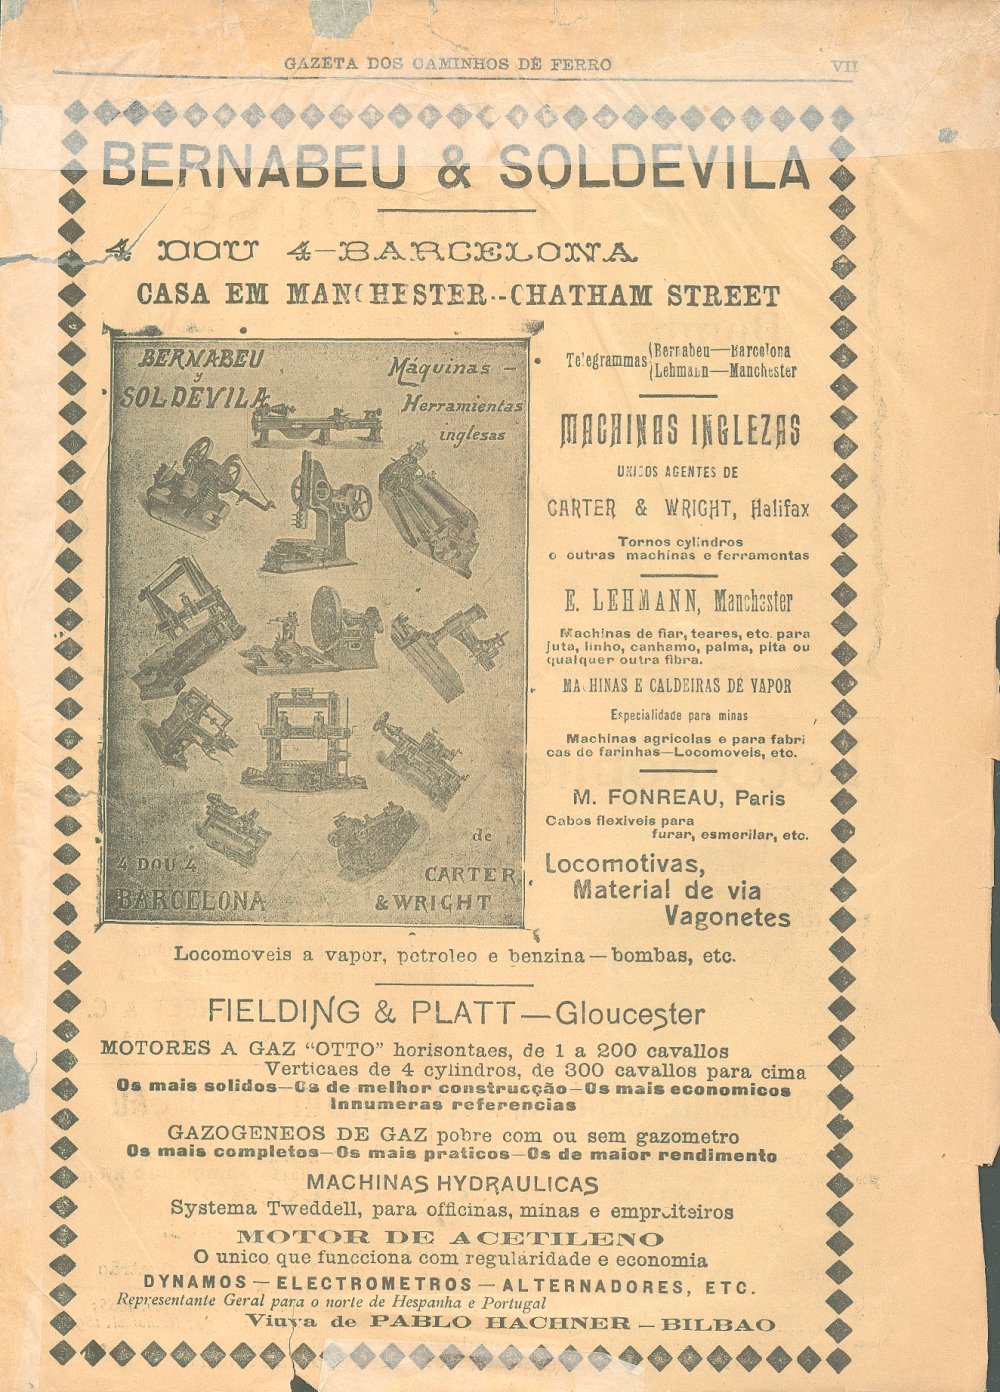 GAZETA DOS CAMINHOS DE FERRO VII
BERNABEU & SOLDEVILA
4 DOU 4—BARCELONA
CASA EM MANCHESTER--CHATHAM STREET
BERNABEU
y
SOLDEVILA
Máquinas –
Herramientas
inglesas
de
4 DOU 4
BARCELONA
CARTER
& WRIGHT
Telegrammas {Bernabeu—Barcelona
{Lehmann—Manchester
MACHINAS INGLEZAS
UNICOS AGENTES DE
CARTER & WRIGHT, Halifax
Tornos cylindros
e outras machinas e ferramentas
E. LEHMANN, Manchester
Machinas de fiar, teares, etc. para
juta, linho, canhamo, palma, pita ou
qualquer outra fibra.
MACHINAS E CALDEIRAS DE VAPOR
Especialidade para minas
Machinas agricolas e para fabri
cas de farinhas—Locomoveis, etc.
M. FONREAU, Paris
Cabos flexiveis para
furar, esmerilar, etc.
Locomotivas,
Material de via
Vagonetes
Locomoveis a vapor, petroleo e benzina—bombas, etc.
FIELDING & PLATT—Gloucester
MOTORES A GAZ "OTTO" horisontaes, de 1 a 200 cavallos
Verticaes de 4 cylindros, de 300 cavallos para cima
Os mais solidos—Os de melhor construcção—Os mais economicos
Innumeras referencias
GAZOGENEOS DE GAZ pobre com ou sem gazometro
Os mais completos—Os mais praticos—Os de maior rendimento
MACHINAS HYDRAULICAS
Systema Tweddell, para officinas, minas e empreiteiros
MOTOR DE ACETILENO
O unico que funcciona com regularidade e economia
DYNAMOS—ELECTROMETROS—ALTERNADORES, ETC.
Representante Geral para o norte de Hespanha e Portugal
Viuva de PABLO HACHNER—BILBAO